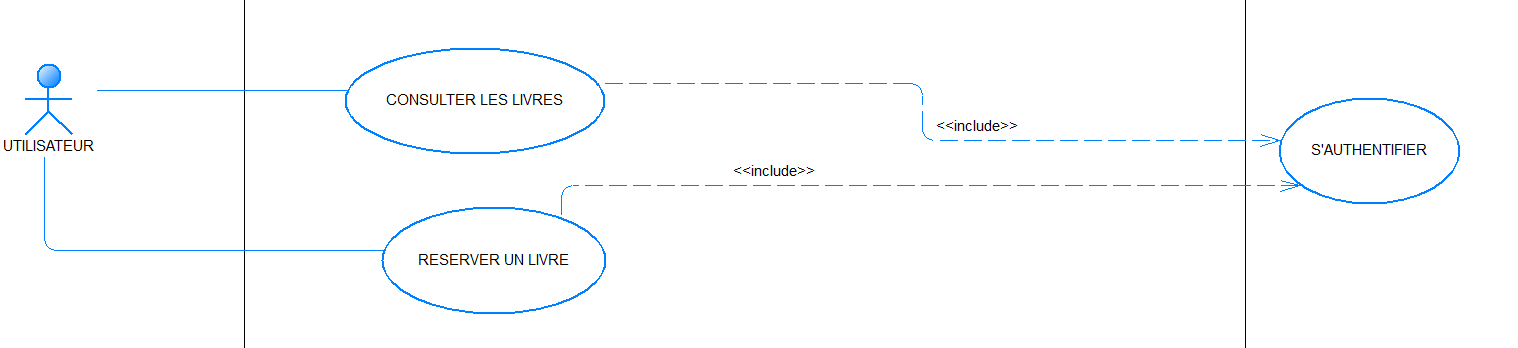 CONSULTER LES LIVRES
<<include>>
UTILISATEUR
S'AUTHENTIFIER
<<include>>
RESERVER UN LIVRE